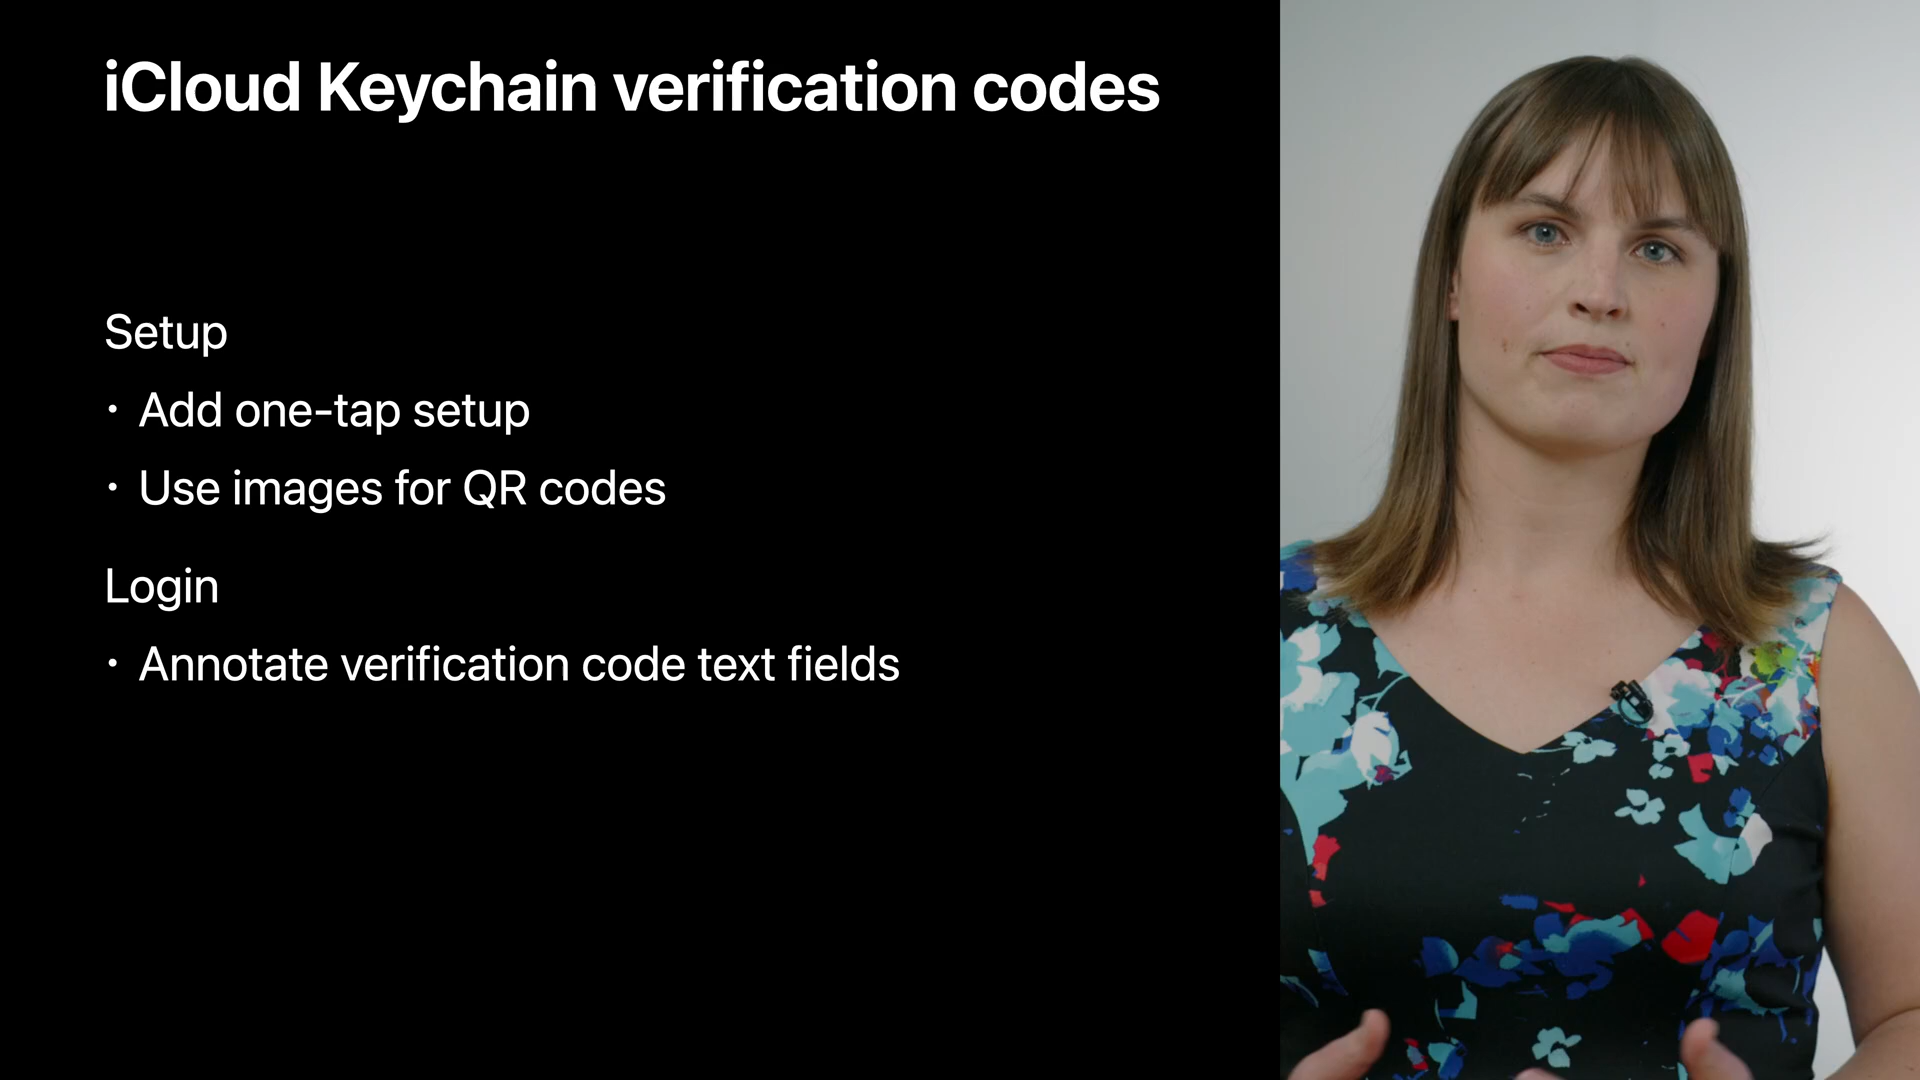 iCloud Keychain verification codes
Setup
• Add one-tap setup
• Use images for QR codes
Login
• Annotate verification code text fields